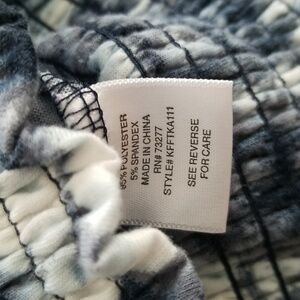 95% POLYESTER
5% SPANDEX
MADE IN CHINA
RN# 73277
STYLE# KFFTKA111
SEE REVERSE
FOR CARE